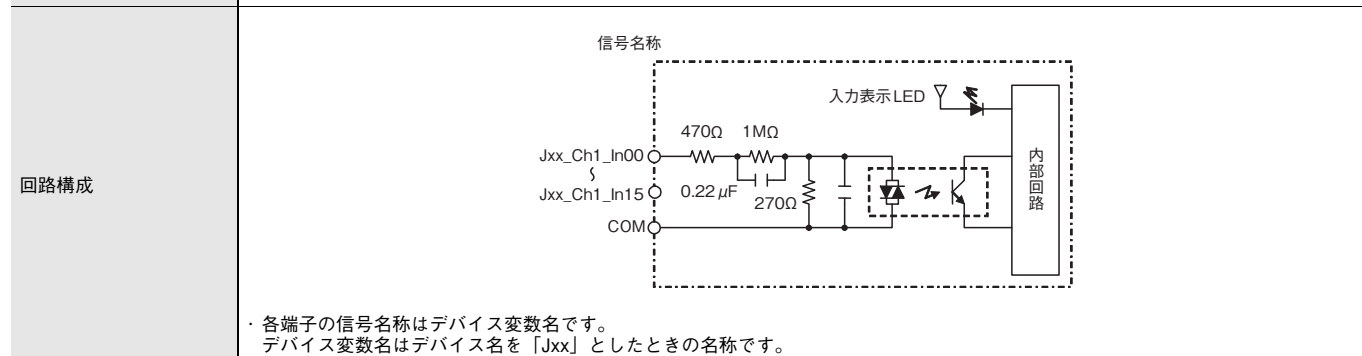 回路構成
信号名称
入力表示LED
470Ω 1MΩ
Jxx_Ch1_In00
〜
Jxx_Ch1_In15
0.22μF
270Ω
COM
内部回路
・各端子の信号名称はデバイス変数名です。
デバイス変数名はデバイス名を「Jxx」としたときの名称です。